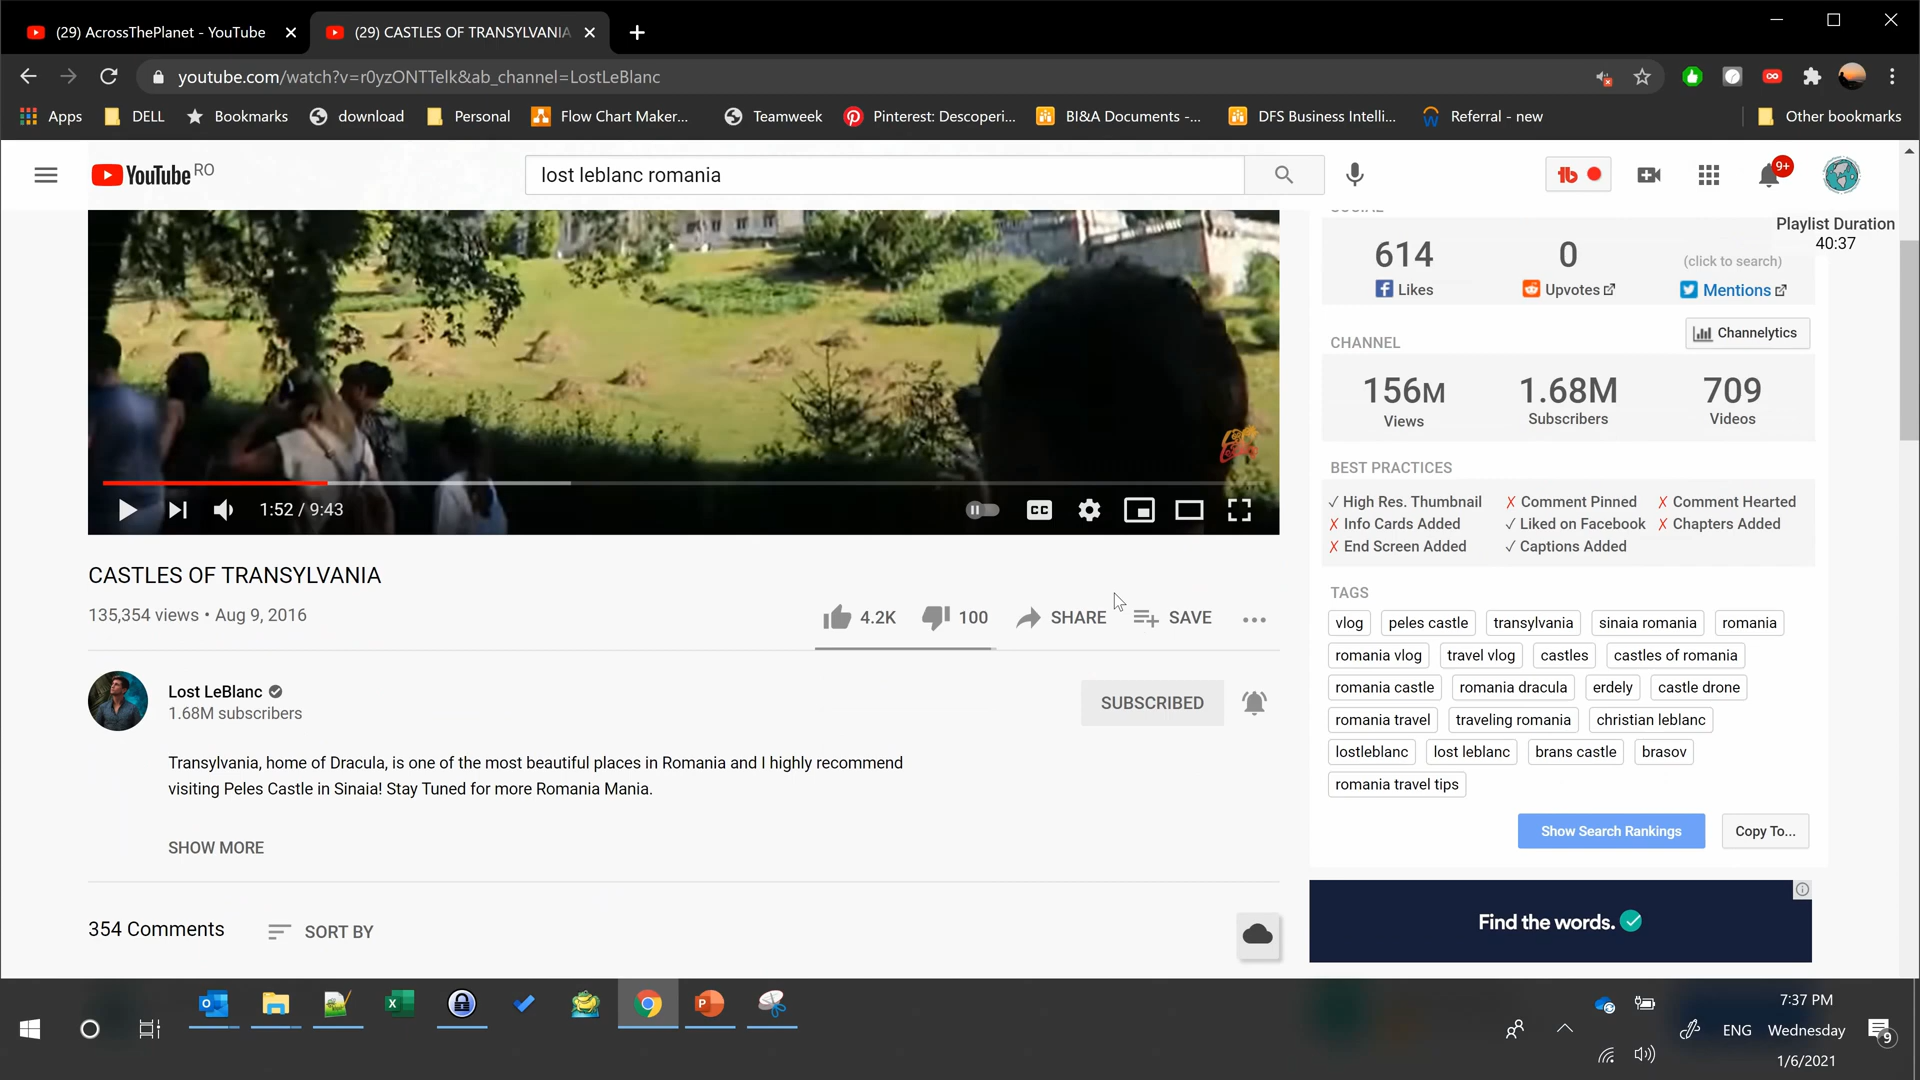 (29) AcrossThePlanet - YouTube
(29) CASTLES OF TRANSYLVANIA
youtube.com/watch?v=r0yzONTTelk&ab_channel=LostLeBlanc
Apps DELL Bookmarks download Personal Flow Chart Maker... Teamweek Pinterest: Descoperi... BI&A Documents -... DFS Business Intelli... Referral - new Other bookmarks
YouTube RO
lost leblanc romania
9+
SOCIAL
Playlist Duration
40:37
614 0 (click to search)
Likes Upvotes Mentions
CHANNEL Channelytics
156M 1.68M 709
Views Subscribers Videos
BEST PRACTICES
✓ High Res. Thumbnail ✗ Comment Pinned ✗ Comment Hearted
✗ Info Cards Added ✓ Liked on Facebook ✗ Chapters Added
✗ End Screen Added ✓ Captions Added
TAGS
vlog peles castle transylvania sinaia romania romania
romania vlog travel vlog castles castles of romania
romania castle romania dracula erdely castle drone
romania travel traveling romania christian leblanc
lostleblanc lost leblanc brans castle brasov
romania travel tips
Show Search Rankings Copy To...
Find the words.
1:52 / 9:43
CC
CASTLES OF TRANSYLVANIA
135,354 views • Aug 9, 2016
4.2K 100 SHARE SAVE
Lost LeBlanc
1.68M subscribers
SUBSCRIBED
Transylvania, home of Dracula, is one of the most beautiful places in Romania and I highly recommend
visiting Peles Castle in Sinaia! Stay Tuned for more Romania Mania.
SHOW MORE
354 Comments SORT BY
7:37 PM
ENG Wednesday
1/6/2021
9